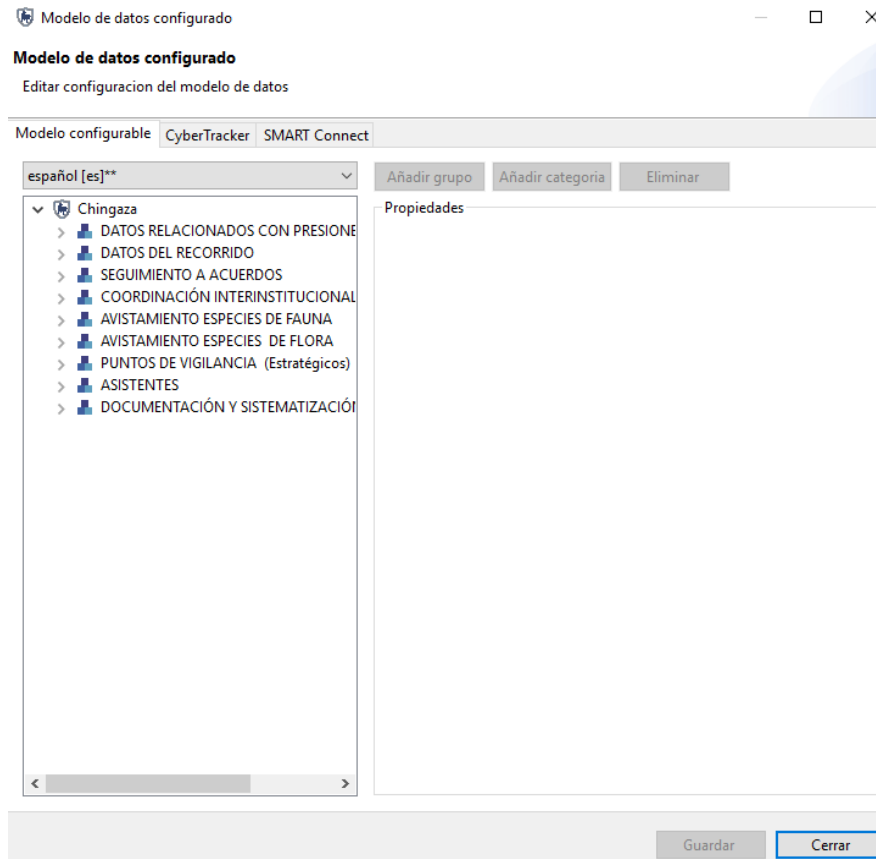 Modelo de datos configurado
Modelo de datos configurado
Editar configuracion del modelo de datos
Modelo configurable CyberTracker SMART Connect
español [es]** Añadir grupo Añadir categoria Eliminar
Propiedades
Chingaza
DATOS RELACIONADOS CON PRESIONE
DATOS DEL RECORRIDO
SEGUIMIENTO A ACUERDOS
COORDINACIÓN INTERINSTITUCIONAL
AVISTAMIENTO ESPECIES DE FAUNA
AVISTAMIENTO ESPECIES DE FLORA
PUNTOS DE VIGILANCIA (Estratégicos)
ASISTENTES
DOCUMENTACIÓN Y SISTEMATIZACIÓN
Guardar Cerrar